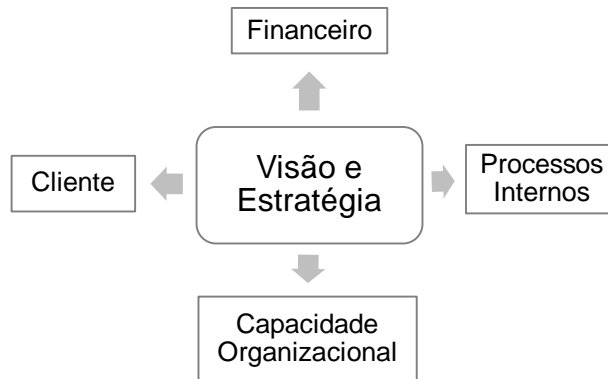 Financeiro
Cliente
Visão e
Estratégia
Processos
Internos
Capacidade
Organizacional